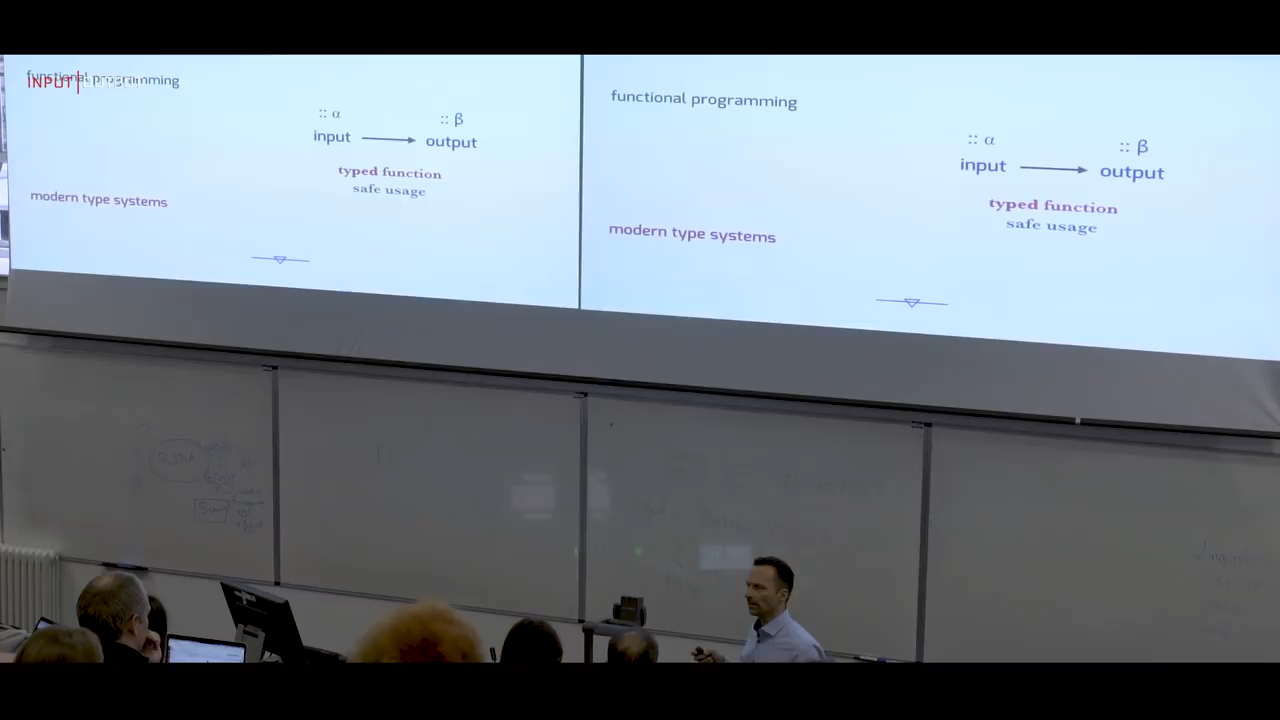 functional programming
INPUT|OUTPUT
:: α
:: β
input
output
typed function
safe usage
modern type systems
functional programming
:: α
:: β
input
output
typed function
safe usage
modern type systems